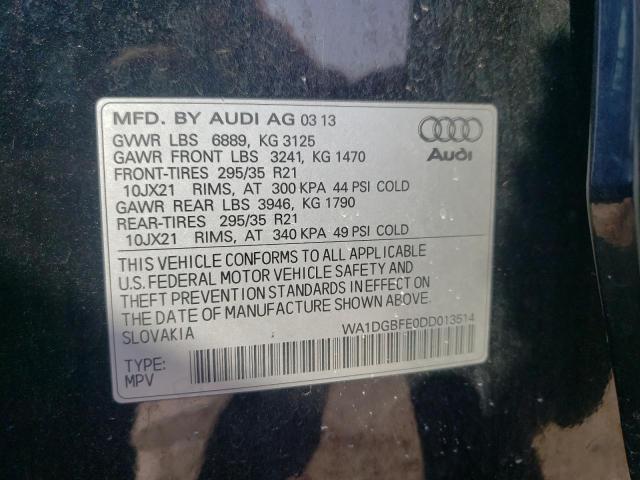 MFD. BY AUDI AG 03 13
GVWR LBS 6889, KG 3125
GAWR FRONT LBS 3241, KG 1470
FRONT-TIRES 295/35 R21
10JX21 RIMS, AT 300 KPA 44 PSI COLD
GAWR REAR LBS 3946, KG 1790
REAR-TIRES 295/35 R21
10JX21 RIMS, AT 340 KPA 49 PSI COLD
Audi
THIS VEHICLE CONFORMS TO ALL APPLICABLE
U.S. FEDERAL MOTOR VEHICLE SAFETY AND
THEFT PREVENTION STANDARDS IN EFFECT ON
THE DATE OF MANUFACTURE SHOWN ABOVE.
SLOVAKIA
WA1DGBFE0DD013514
TYPE:
MPV